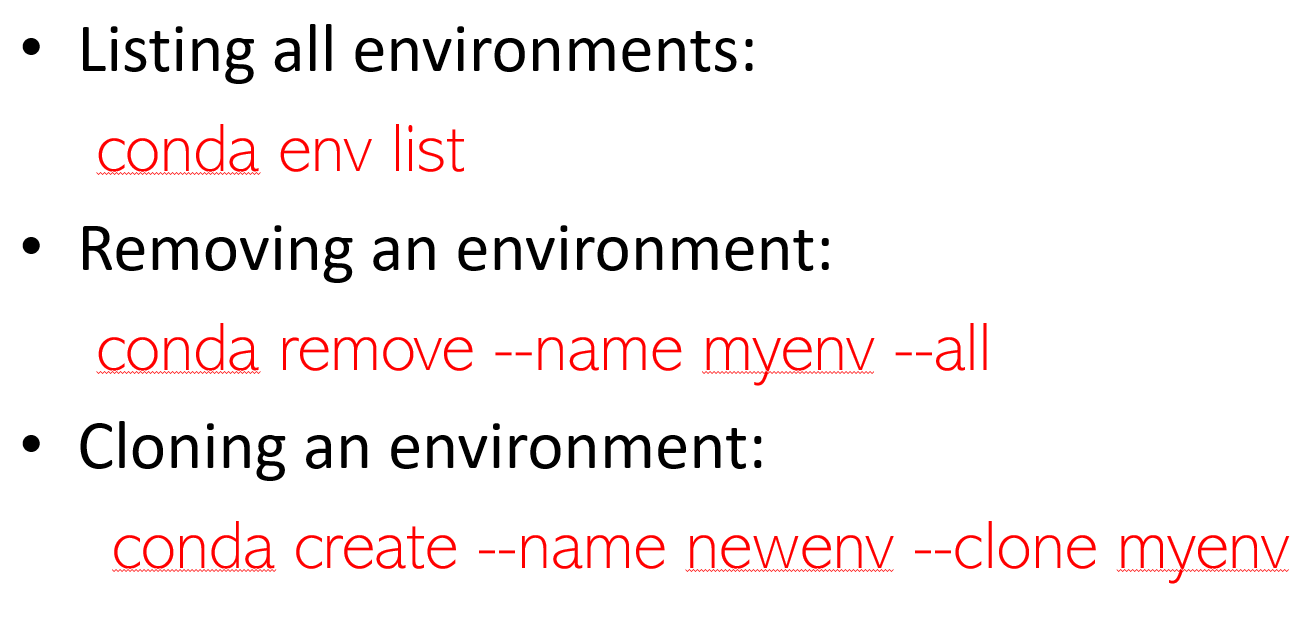 • Listing all environments:
conda env list
• Removing an environment:
conda remove --name myenv --all
• Cloning an environment:
conda create --name newenv --clone myenv